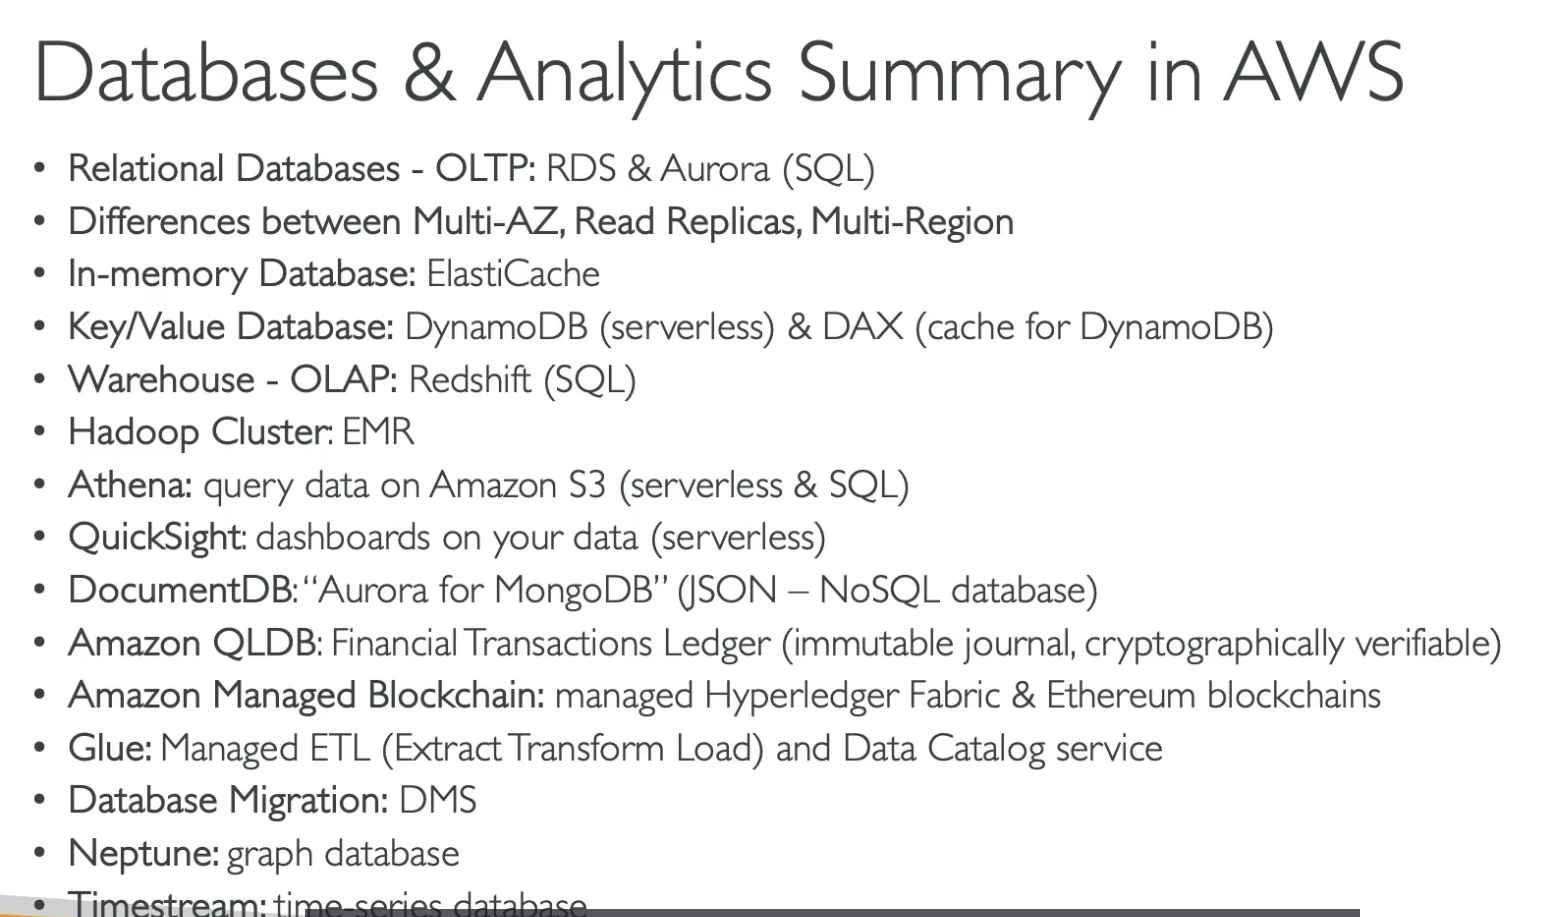 Databases & Analytics Summary in AWS
• Relational Databases - OLTP: RDS & Aurora (SQL)
• Differences between Multi-AZ, Read Replicas, Multi-Region
• In-memory Database: ElastiCache
• Key/Value Database: DynamoDB (serverless) & DAX (cache for DynamoDB)
• Warehouse - OLAP: Redshift (SQL)
• Hadoop Cluster: EMR
• Athena: query data on Amazon S3 (serverless & SQL)
• QuickSight: dashboards on your data (serverless)
• DocumentDB: “Aurora for MongoDB” (JSON – NoSQL database)
• Amazon QLDB: Financial Transactions Ledger (immutable journal, cryptographically verifiable)
• Amazon Managed Blockchain: managed Hyperledger Fabric & Ethereum blockchains
• Glue: Managed ETL (Extract Transform Load) and Data Catalog service
• Database Migration: DMS
• Neptune: graph database
• Timestream: time-series database